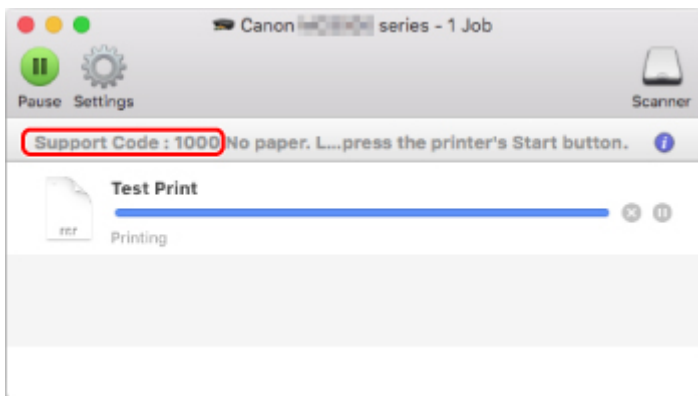 Canon series - 1 Job
Pause Settings
Scanner
Support Code : 1000 No paper. L...press the printer's Start button.
Test Print
Printing